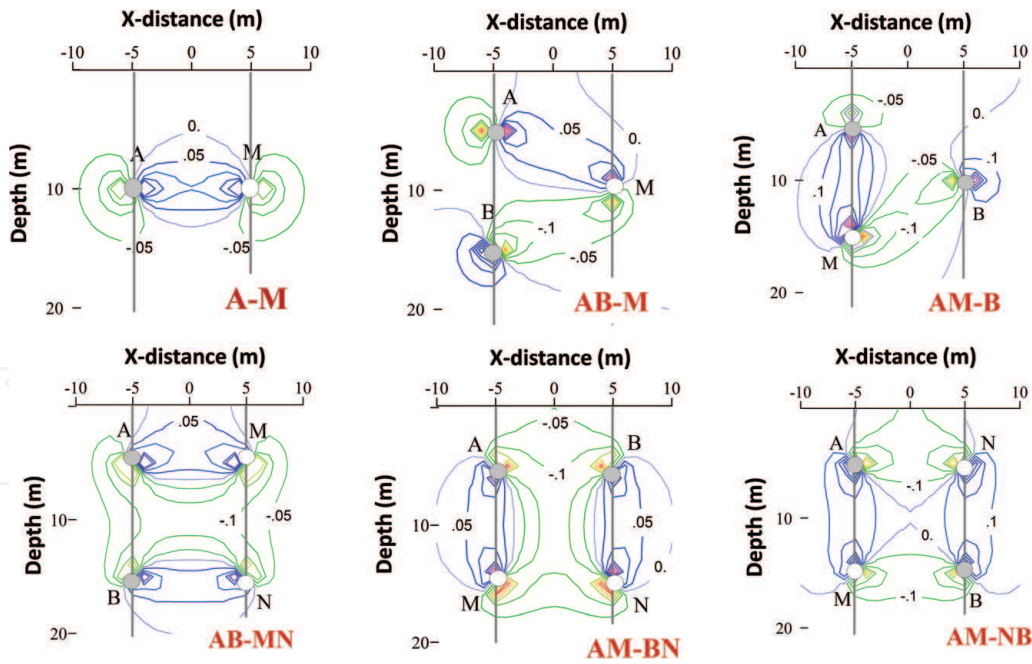 X-distance (m)
-10 -5 0 5 10
Depth (m)
10
20
0.
A
.05
M
-.05
-.05
A-M
X-distance (m)
-10 -5 0 5 10
Depth (m)
10
20
A
.05
0.
M
B
-.1
-.05
AB-M
X-distance (m)
-10 -5 0 5 10
Depth (m)
10
20
-.05
A
-.05
.1
.1
B
-.1
M
AM-B
X-distance (m)
-10 -5 0 5 10
Depth (m)
10
20
.05
A
M
-.1
-.05
B
N
AB-MN
X-distance (m)
-10 -5 0 5 10
Depth (m)
10
20
-.05
A
B
-.1
.05
.05
0.
M
N
AM-BN
X-distance (m)
-10 -5 0 5 10
Depth (m)
10
20
A
N
-.1
.1
0.
M
-.1
B
AM-NB